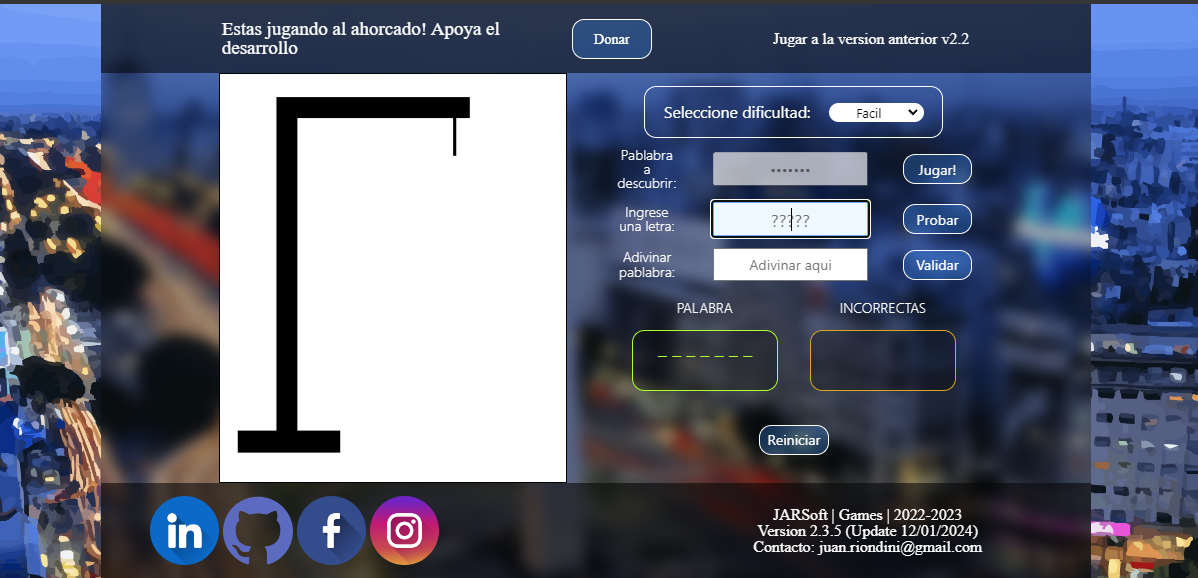 Estas jugando al ahorcado! Apoya el
desarrollo
Donar
Jugar a la version anterior v2.2
Seleccione dificultad:
Facil
Pablabra
a
descubrir:
•••••••
Jugar!
Ingrese
una letra:
?????
Probar
Adivinar
pablabra:
Adivinar aqui
Validar
PALABRA
INCORRECTAS
_ _ _ _ _ _ _
Reiniciar
in
f
JARSoft | Games | 2022-2023
Version 2.3.5 (Update 12/01/2024)
Contacto: juan.riondini@gmail.com